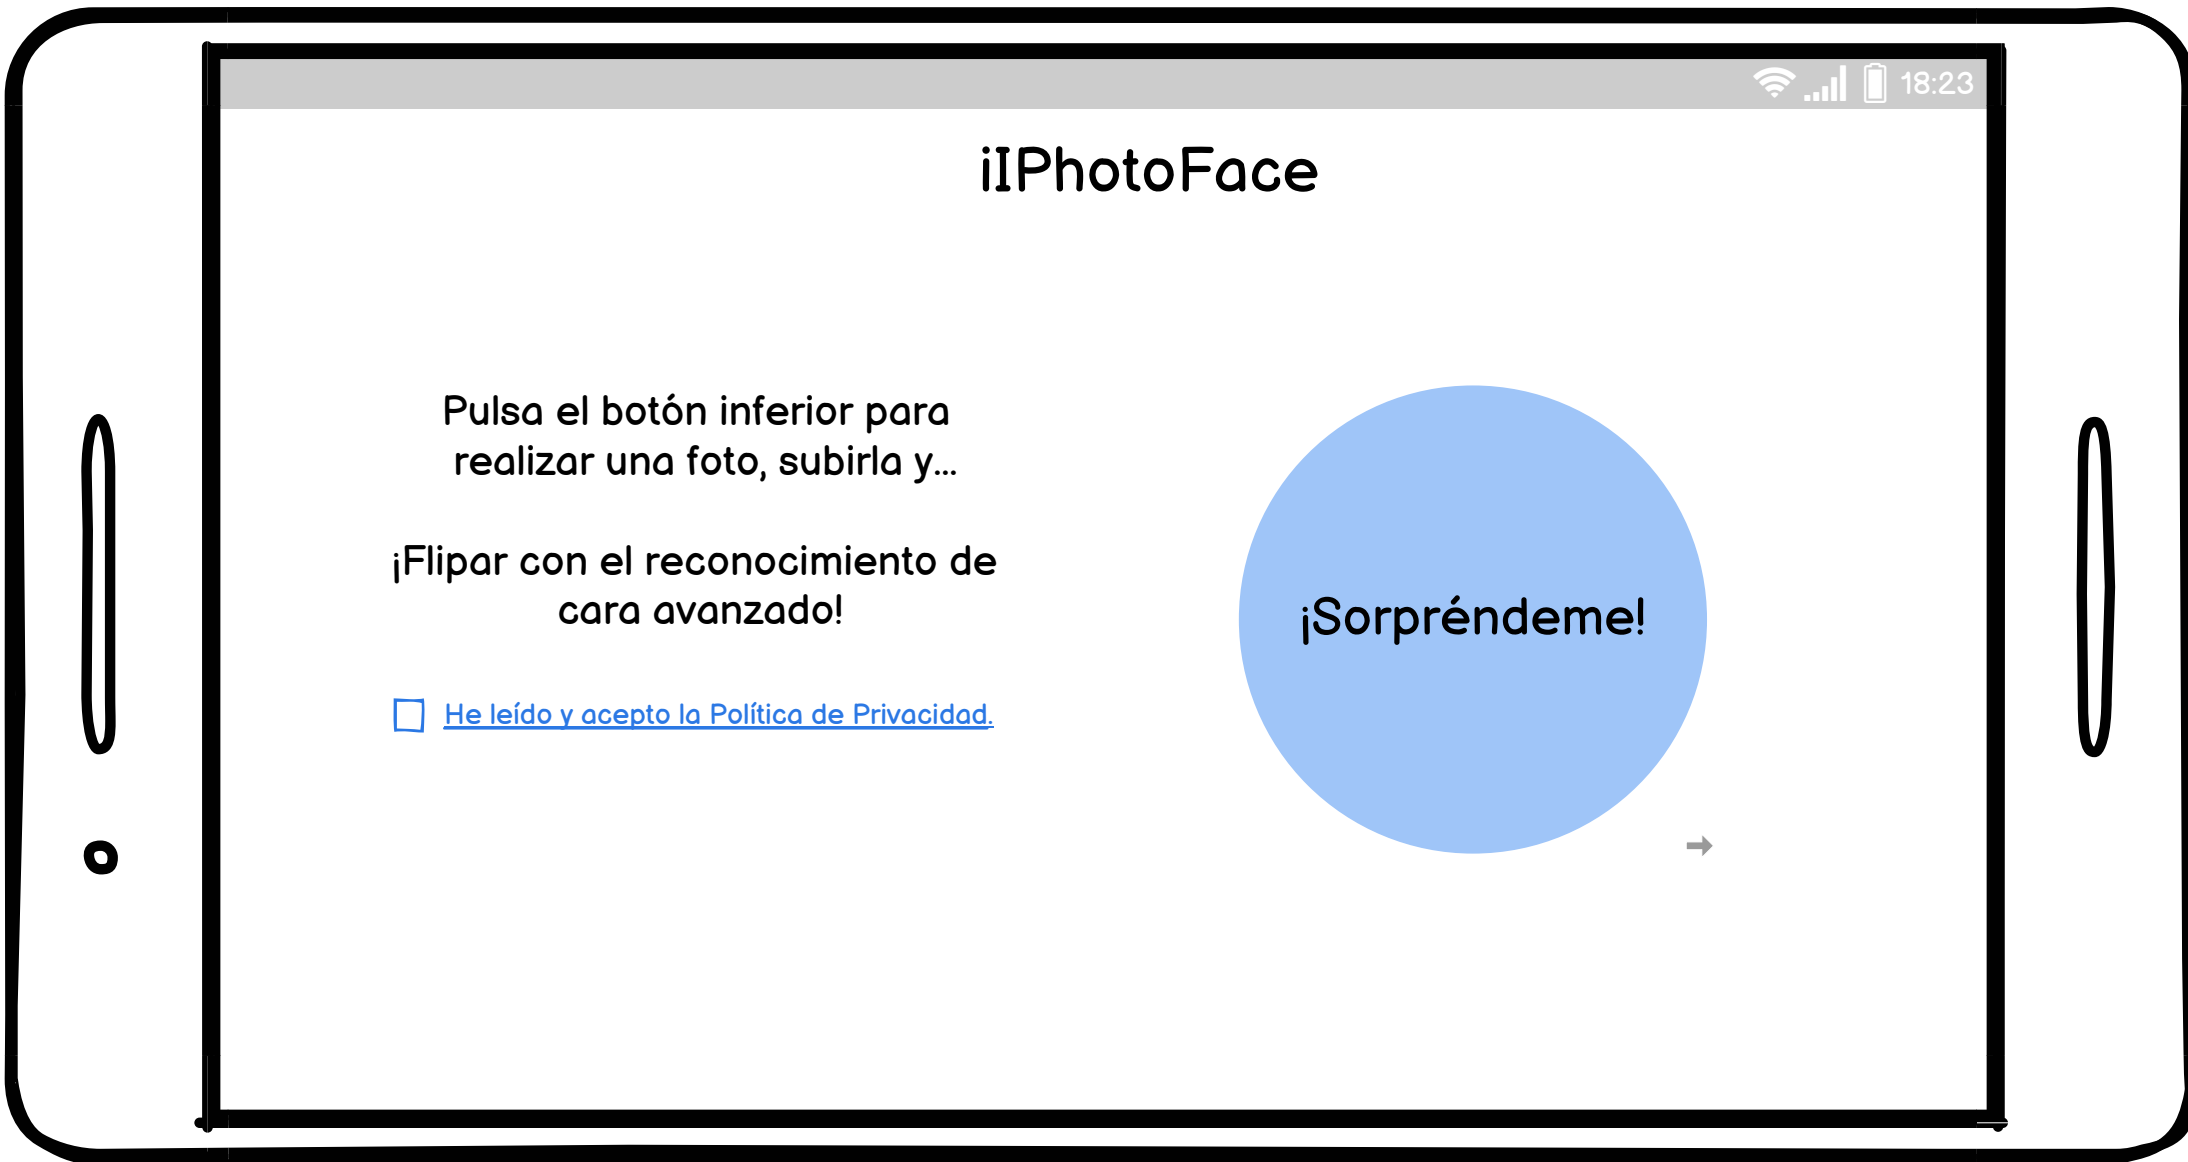 18:23
iIPhotoFace
Pulsa el botón inferior para
realizar una foto, subirla y...
¡Flipar con el reconocimiento de
cara avanzado!
He leído y acepto la Política de Privacidad.
¡Sorpréndeme!